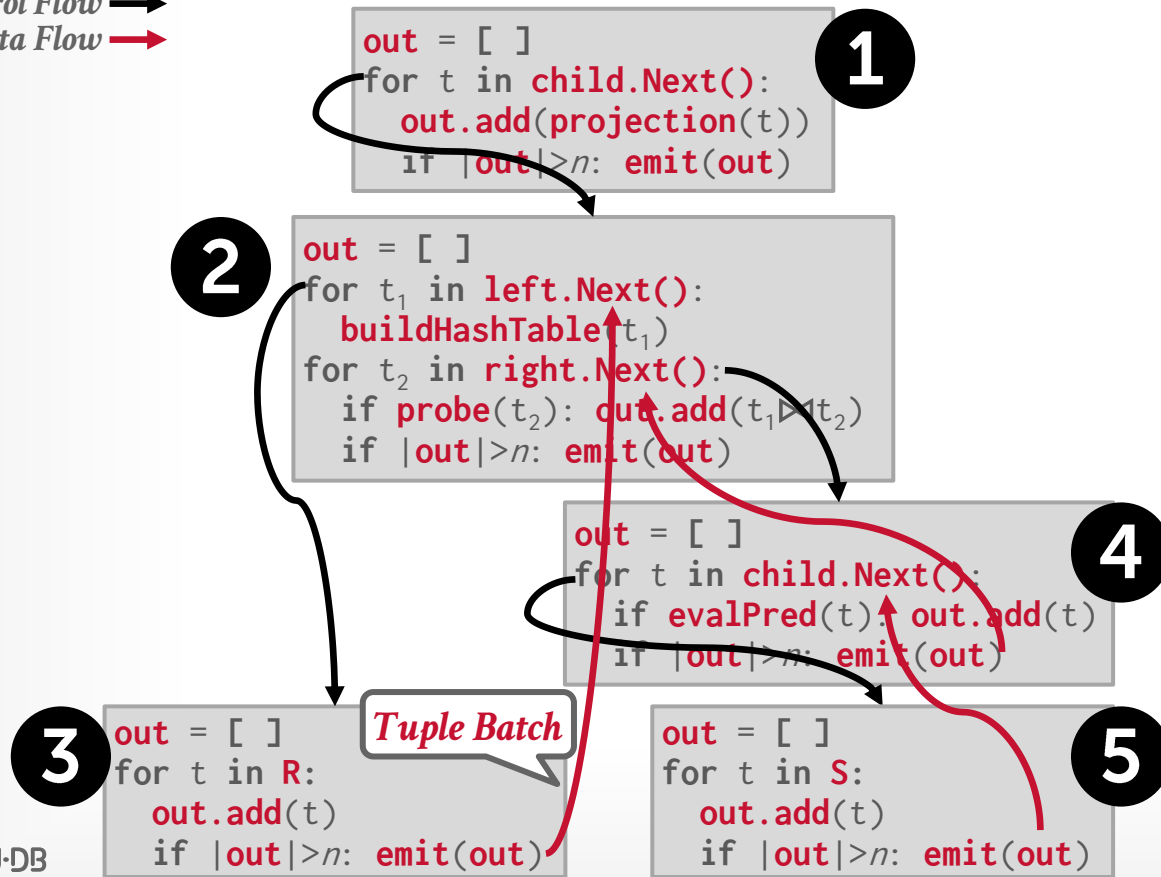 ol Flow
ta Flow
1
out = [ ]
for t in child.Next():
out.add(projection(t))
if |out|>n: emit(out)
2
out = [ ]
for t₁ in left.Next():
buildHashTable(t₁)
for t₂ in right.Next():
if probe(t₂): out.add(t₁⨝t₂)
if |out|>n: emit(out)
4
out = [ ]
for t in child.Next():
if evalPred(t): out.add(t)
if |out|>n: emit(out)
3
Tuple Batch
out = [ ]
for t in R:
out.add(t)
if |out|>n: emit(out)
5
out = [ ]
for t in S:
out.add(t)
if |out|>n: emit(out)
·DB